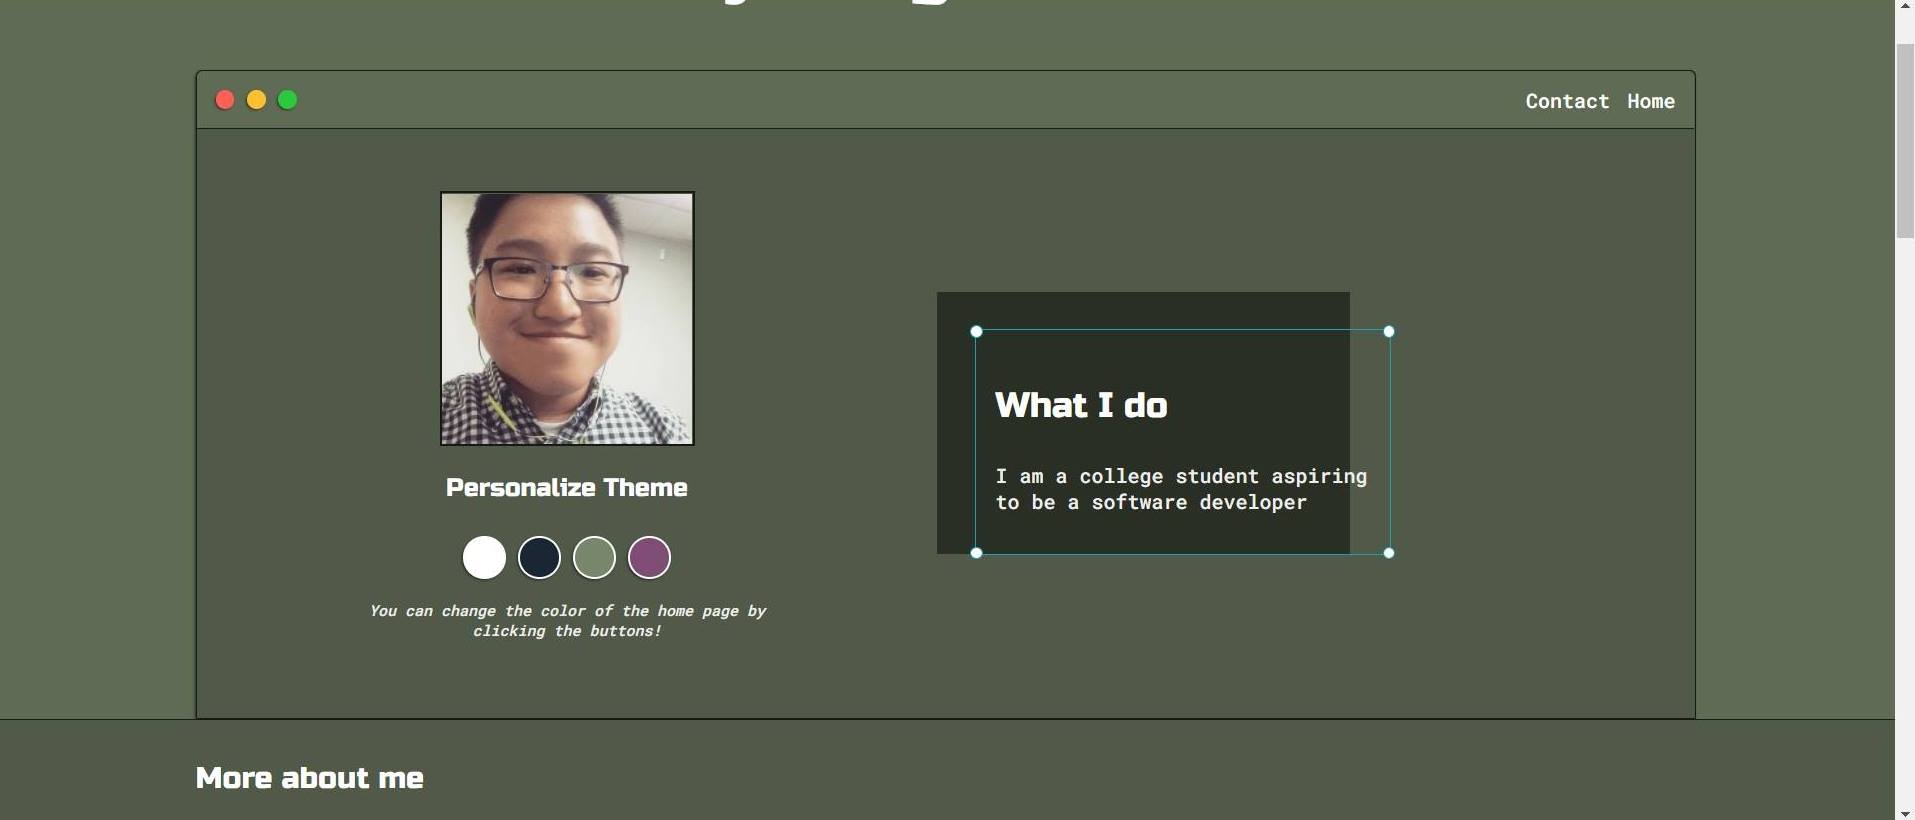 Contact Home
Personalize Theme
You can change the color of the home page by
clicking the buttons!
What I do
I am a college student aspiring
to be a software developer
More about me